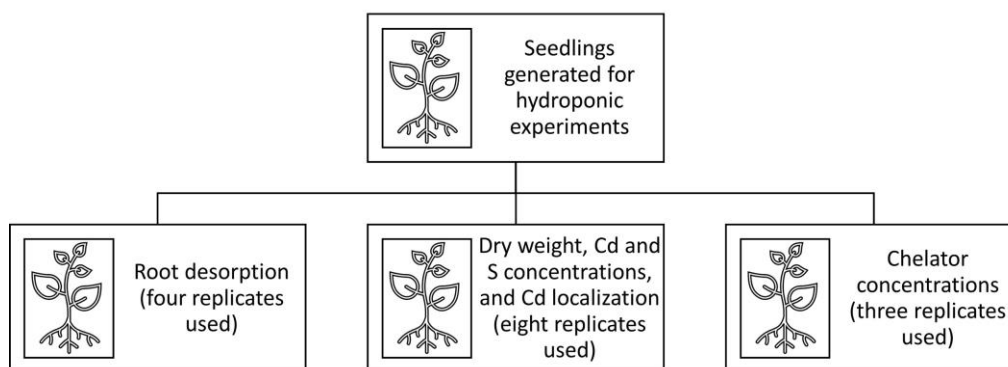 Seedlings
generated for
hydroponic
experiments
Root desorption
(four replicates
used)
Dry weight, Cd and
S concentrations,
and Cd localization
(eight replicates
used)
Chelator
concentrations
(three replicates
used)